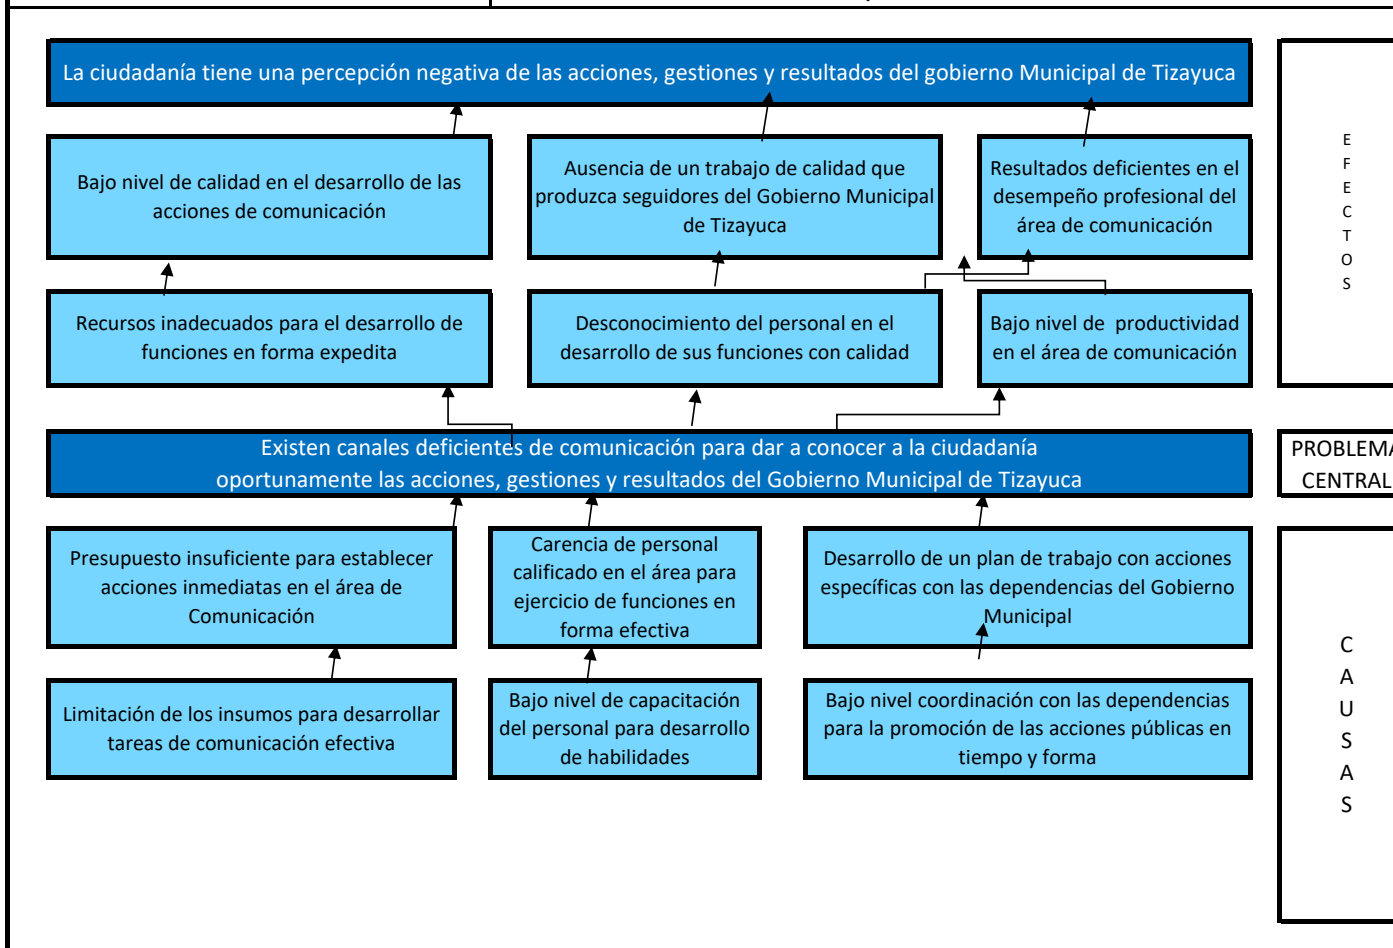 La ciudadanía tiene una percepción negativa de las acciones, gestiones y resultados del gobierno Municipal de Tizayuca
Bajo nivel de calidad en el desarrollo de las
acciones de comunicación
Ausencia de un trabajo de calidad que
produzca seguidores del Gobierno Municipal
de Tizayuca
Resultados deficientes en el
desempeño profesional del
área de comunicación
Recursos inadecuados para el desarrollo de
funciones en forma expedita
Desconocimiento del personal en el
desarrollo de sus funciones con calidad
Bajo nivel de productividad
en el área de comunicación
E
F
E
C
T
O
S
Existen canales deficientes de comunicación para dar a conocer a la ciudadanía
oportunamente las acciones, gestiones y resultados del Gobierno Municipal de Tizayuca
PROBLEMA
CENTRAL
Presupuesto insuficiente para establecer
acciones inmediatas en el área de
Comunicación
Carencia de personal
calificado en el área para
ejercicio de funciones en
forma efectiva
Desarrollo de un plan de trabajo con acciones
específicas con las dependencias del Gobierno
Municipal
Limitación de los insumos para desarrollar
tareas de comunicación efectiva
Bajo nivel de capacitación
del personal para desarrollo
de habilidades
Bajo nivel coordinación con las dependencias
para la promoción de las acciones públicas en
tiempo y forma
C
A
U
S
A
S